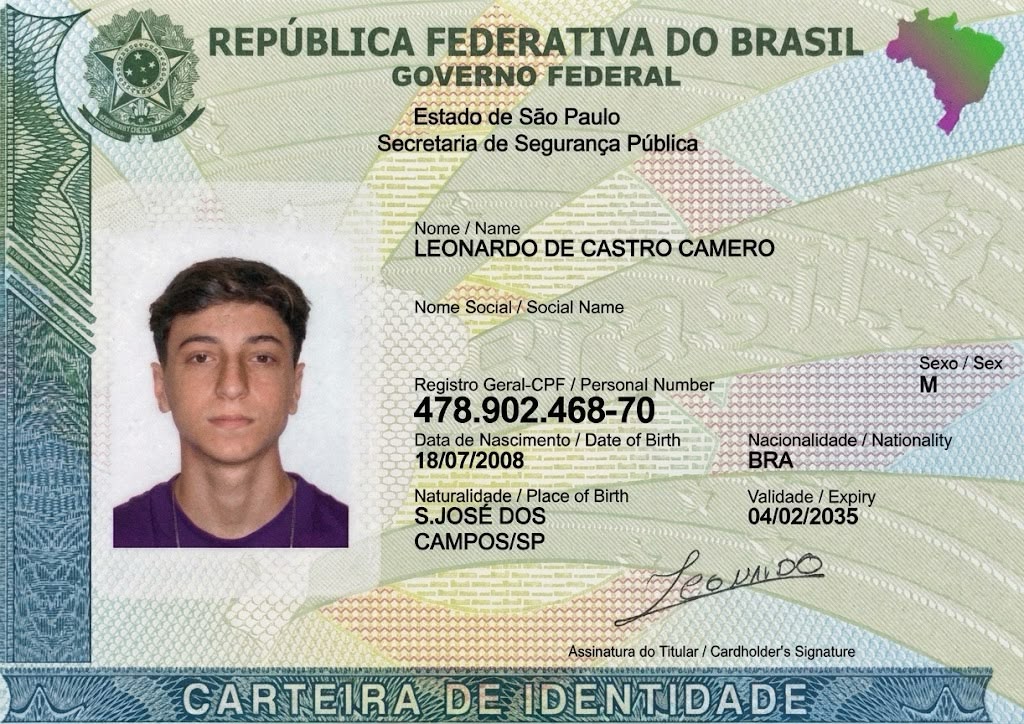 REPÚBLICA FEDERATIVA DO BRASIL
GOVERNO FEDERAL
Estado de São Paulo
Secretaria de Segurança Pública
Nome / Name
LEONARDO DE CASTRO CAMERO
Nome Social / Social Name
Sexo / Sex
M
Registro Geral-CPF / Personal Number
478.902.468-70
Data de Nascimento / Date of Birth
18/07/2008
Nacionalidade / Nationality
BRA
Naturalidade / Place of Birth
S.JOSÉ DOS
CAMPOS/SP
Validade / Expiry
04/02/2035
Assinatura do Titular / Cardholder's Signature
CARTEIRA DE IDENTIDADE